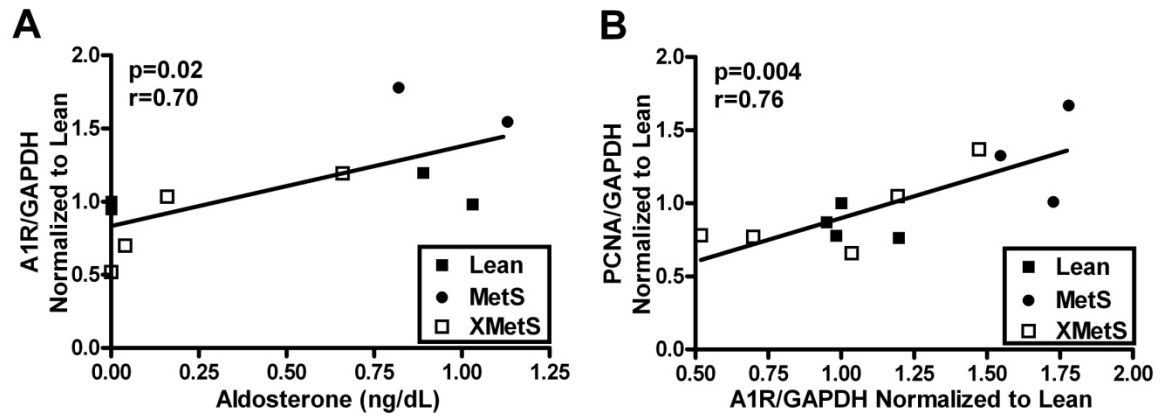 A
A1R/GAPDH
Normalized to Lean
2.0
1.5
1.0
0.5
0.0
p=0.02
r=0.70
Lean
MetS
XMetS
0.00
0.25
0.50
0.75
1.00
1.25
Aldosterone (ng/dL)
B
PCNA/GAPDH
Normalized to Lean
2.0
1.5
1.0
0.5
0.0
p=0.004
r=0.76
Lean
MetS
XMetS
0.50
0.75
1.00
1.25
1.50
1.75
2.00
A1R/GAPDH Normalized to Lean